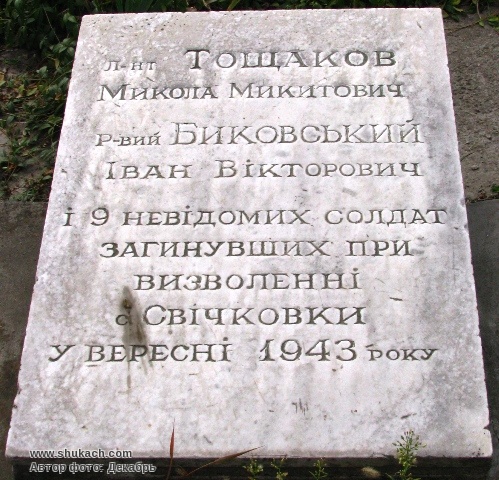 Л-нт ТОЩАКОВ
МИКОЛА МИКИТОВИЧ
Р-вий БИКОВСЬКИЙ
ІВАН ВІКТОРОВИЧ
І 9 НЕВІДОМИХ СОЛДАТ
ЗАГИНУВШИХ ПРИ
ВИЗВОЛЕННІ
с СВІЧКОВКИ
У ВЕРЕСНІ 1943 РОКУ
www.shukach.com
Автор фото: Декабрь